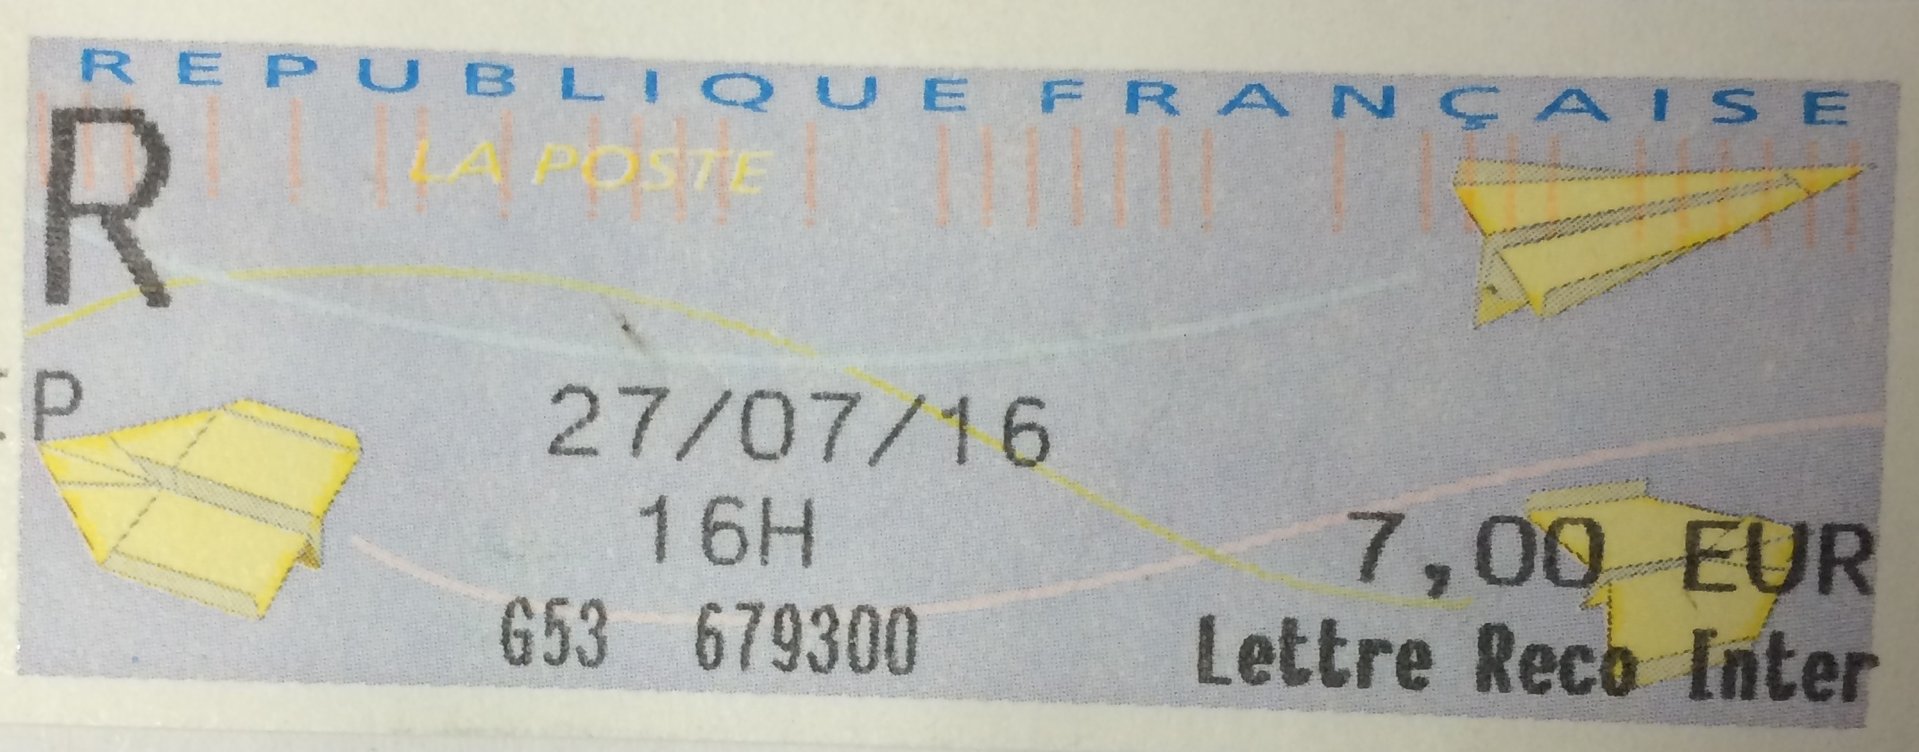 REPUBLIQUE FRANÇAISE
R
LA POSTE
P
27/07/16
16H
7,00 EUR
G53 679300
Lettre Reco Inter